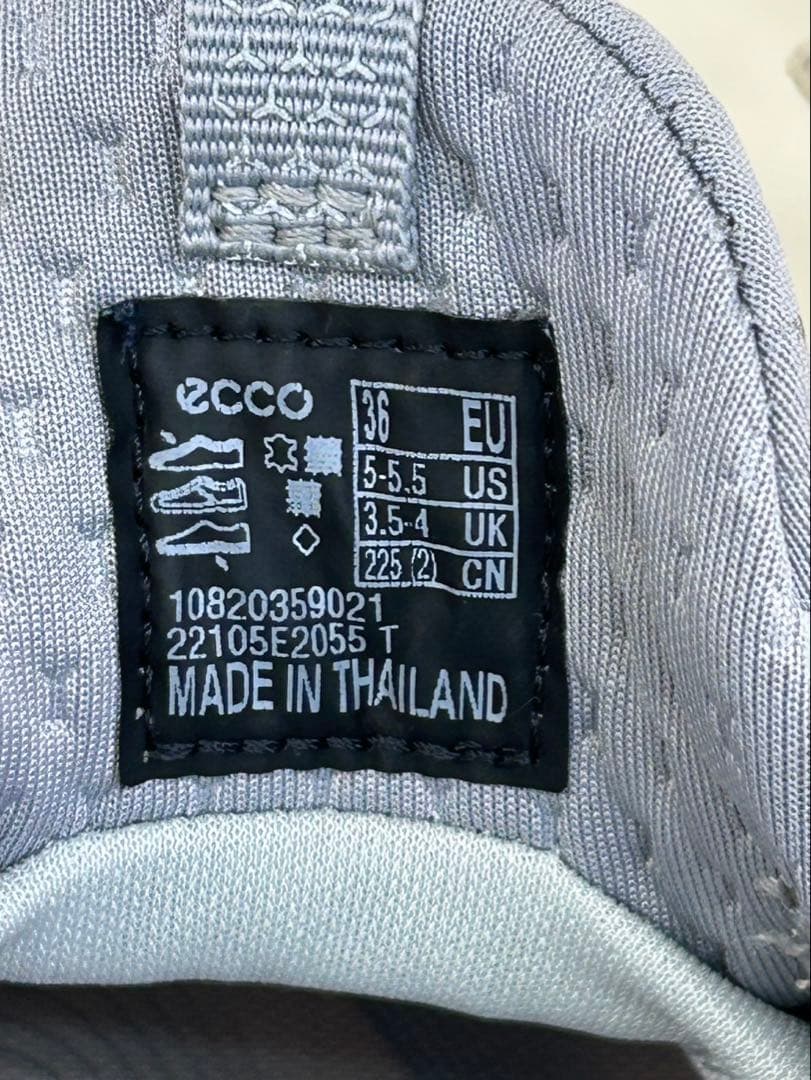 ecco
36 EU
5-5.5 US
3.5-4 UK
225 (2) CN
10820359021
22105E2055 T
MADE IN THAILAND